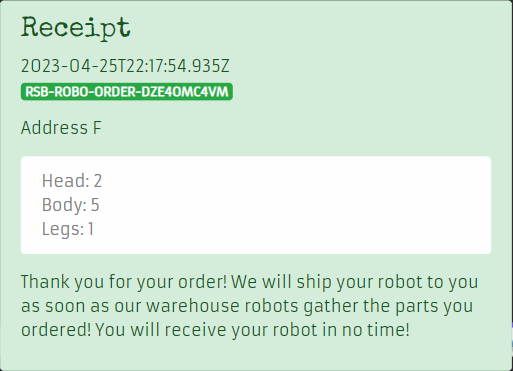 Receipt
2023-04-25T22:17:54.935Z
RSB-ROBO-ORDER-DZE4OMC4VM
Address F
Head: 2
Body: 5
Legs: 1
Thank you for your order! We will ship your robot to you
as soon as our warehouse robots gather the parts you
ordered! You will receive your robot in no time!